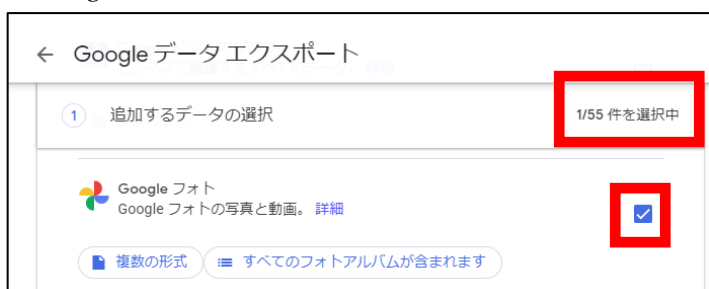 ← Google データ エクスポート
1 追加するデータの選択 1/55 件を選択中
Google フォト
Google フォトの写真と動画。 詳細
複数の形式 すべてのフォトアルバムが含まれます